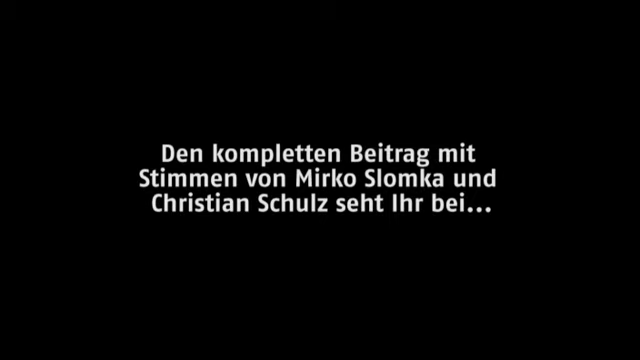 Den kompletten Beitrag mit
Stimmen von Mirko Slomka und
Christian Schulz seht Ihr bei...